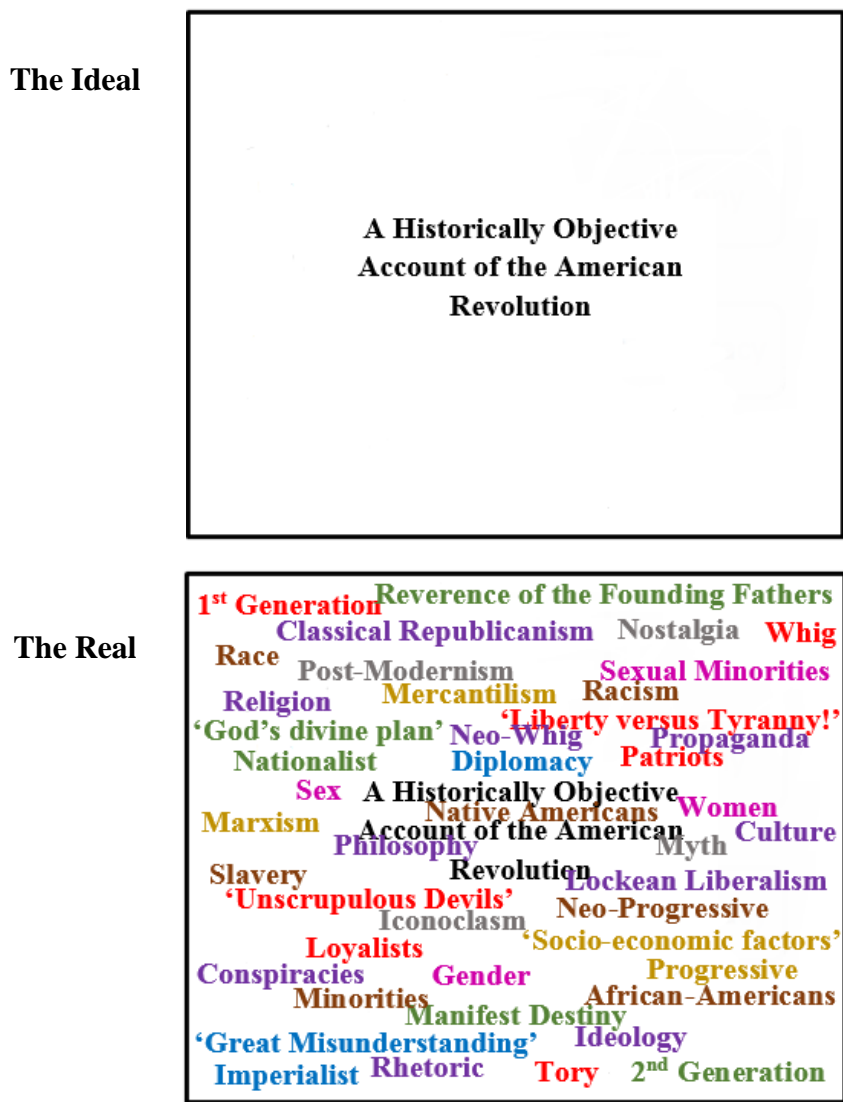 The Ideal
A Historically Objective
Account of the American
Revolution
The Real
1st Generation
Reverence of the Founding Fathers
Classical Republicanism
Nostalgia
Whig
Race
Post-Modernism
Sexual Minorities
Religion
Mercantilism
Racism
‘God’s divine plan’
Neo-Whig
‘Liberty versus Tyranny!’
Propaganda
Nationalist
Diplomacy
Patriots
Sex
A Historically Objective
Native Americans
Women
Marxism
Account of the American
Culture
Philosophy
Myth
Slavery
Revolution
Lockean Liberalism
‘Unscrupulous Devils’
Iconoclasm
Neo-Progressive
Loyalists
‘Socio-economic factors’
Conspiracies
Gender
Progressive
Minorities
African-Americans
Manifest Destiny
‘Great Misunderstanding’
Ideology
Imperialist
Rhetoric
Tory
2nd Generation